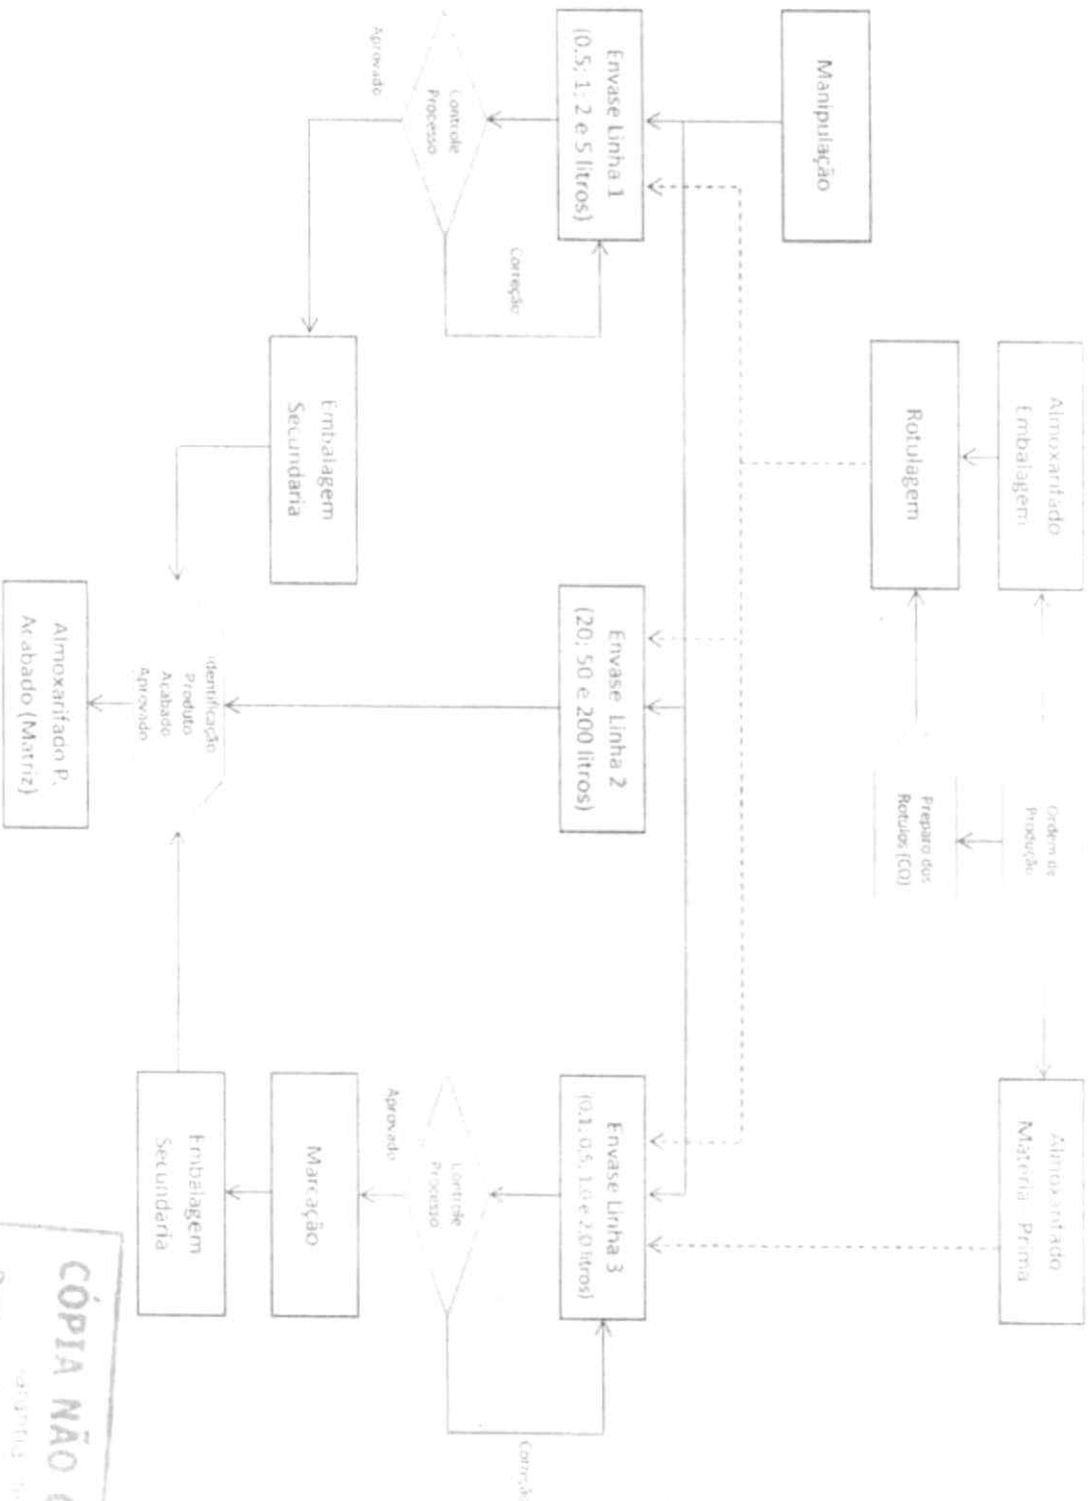 Ordem de
Produção
Almoxarifado
Embalagem
Almoxarifado
Materia - Prima
Preparo dos
Rotulos (CQ)
Rotulagem
Manipulação
Envase Linha 1
(0.5; 1; 2 e 5 litros)
Envase Linha 2
(20; 50 e 200 litros)
Envase Linha 3
(0.1; 0.5; 1.0 e 2.0 litros)
Controle
Processo
Correção
Aprovado
Controle
Processo
Correção
Aprovado
Marcação
Embalagem
Secundaria
Embalagem
Secundaria
Identificação
Produto
Acabado
Aprovado
Almoxarifado P.
Acabado (Matriz)
CÓPIA NÃO